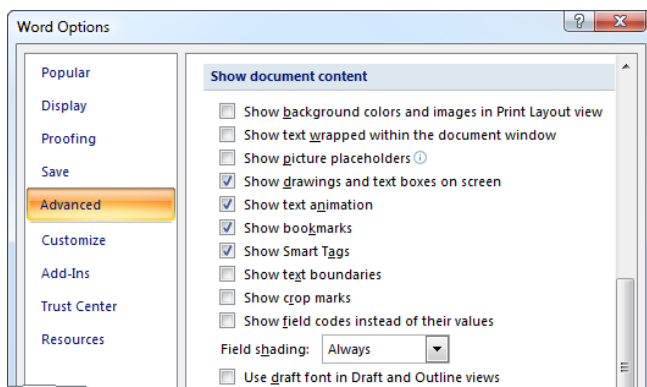 Word Options
Popular
Display
Proofing
Save
Advanced
Customize
Add-Ins
Trust Center
Resources
Show document content
Show background colors and images in Print Layout view
Show text wrapped within the document window
Show picture placeholders
Show drawings and text boxes on screen
Show text animation
Show bookmarks
Show Smart Tags
Show text boundaries
Show crop marks
Show field codes instead of their values
Field shading: Always
Use draft font in Draft and Outline views